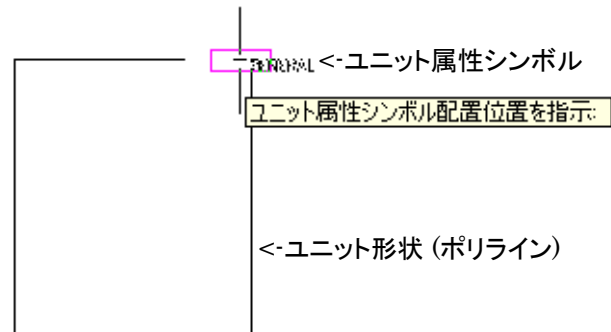 <-ユニット属性シンボル
ユニット属性シンボル配置位置を指示:
<-ユニット形状 (ポリライン)